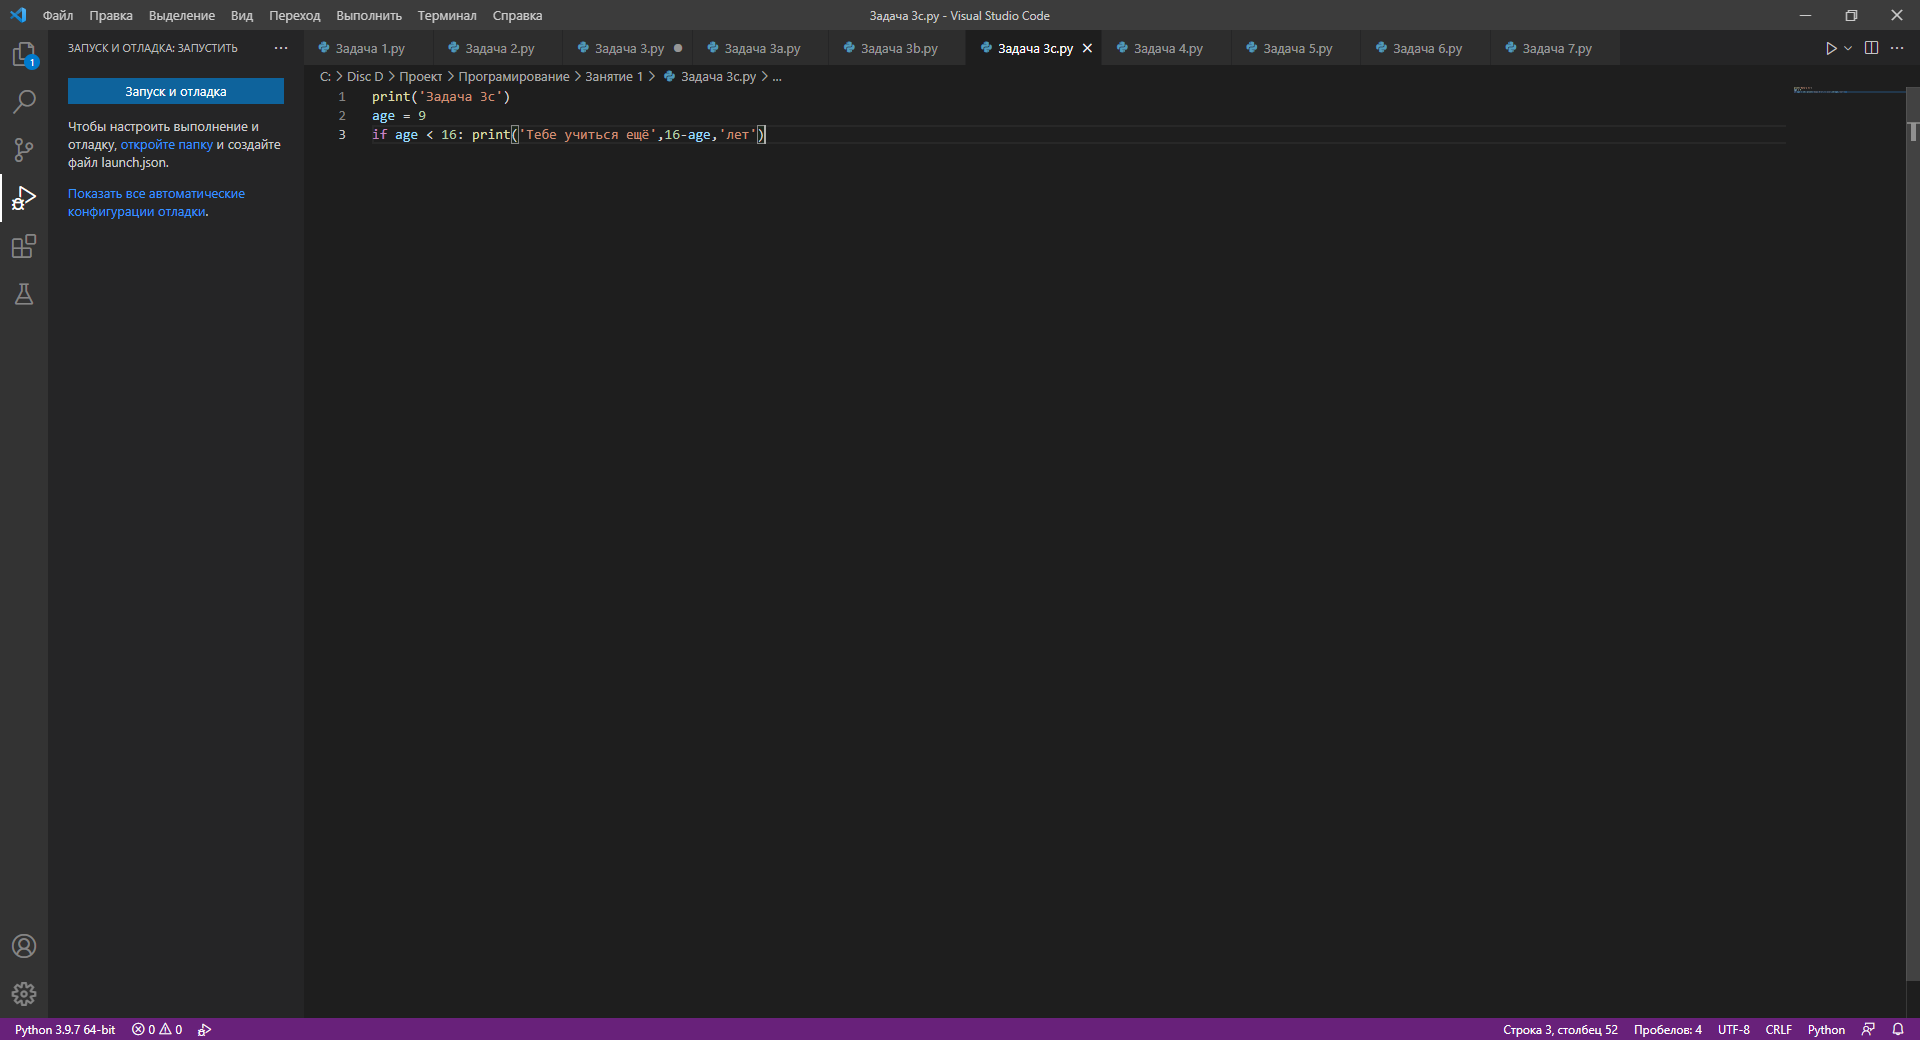 Файл Правка Выделение Вид Переход Выполнить Терминал Справка
Задача 3c.py - Visual Studio Code
ЗАПУСК И ОТЛАДКА: ЗАПУСТИТЬ
Задача 1.py Задача 2.py Задача 3.py Задача 3a.py Задача 3b.py Задача 3c.py Задача 4.py Задача 5.py Задача 6.py Задача 7.py
1
Запуск и отладка
Чтобы настроить выполнение и
отладку, откройте папку и создайте
файл launch.json.
Показать все автоматические
конфигурации отладки.
C: > Disc D > Проект > Програмирование > Занятие 1 > Задача 3c.py > ...
1 print('Задача 3с')
2 age = 9
3 if age < 16: print('Тебе учиться ещё',16-age,'лет')
Python 3.9.7 64-bit 0 0
Строка 3, столбец 52 Пробелов: 4 UTF-8 CRLF Python